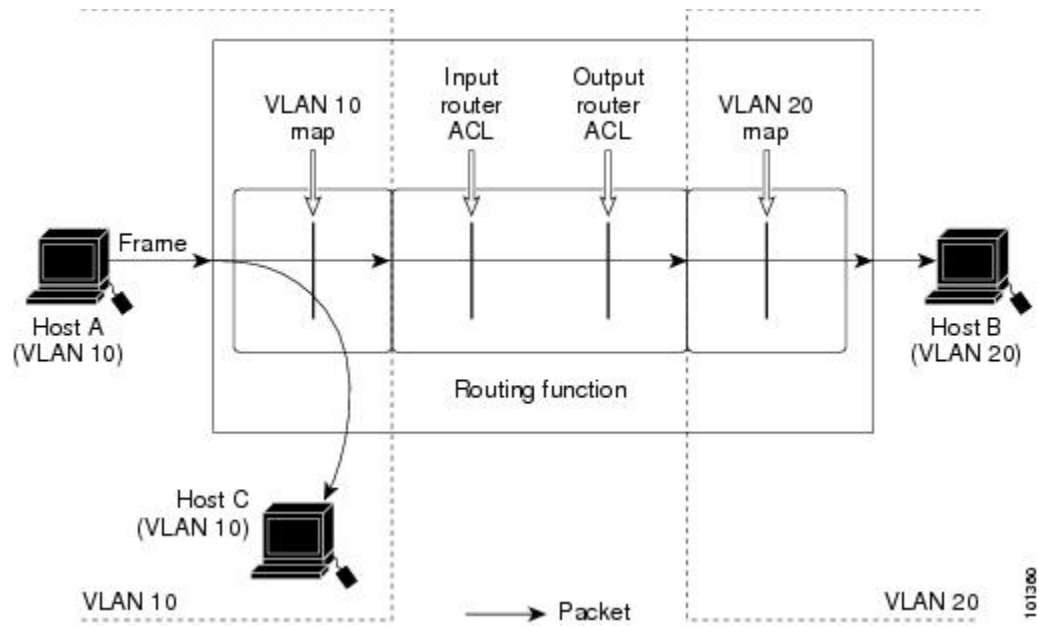 VLAN 10
map
Input
router
ACL
Output
router
ACL
VLAN 20
map
Frame
Host A
(VLAN 10)
Host B
(VLAN 20)
Routing function
Host C
(VLAN 10)
VLAN 10
Packet
VLAN 20
101360